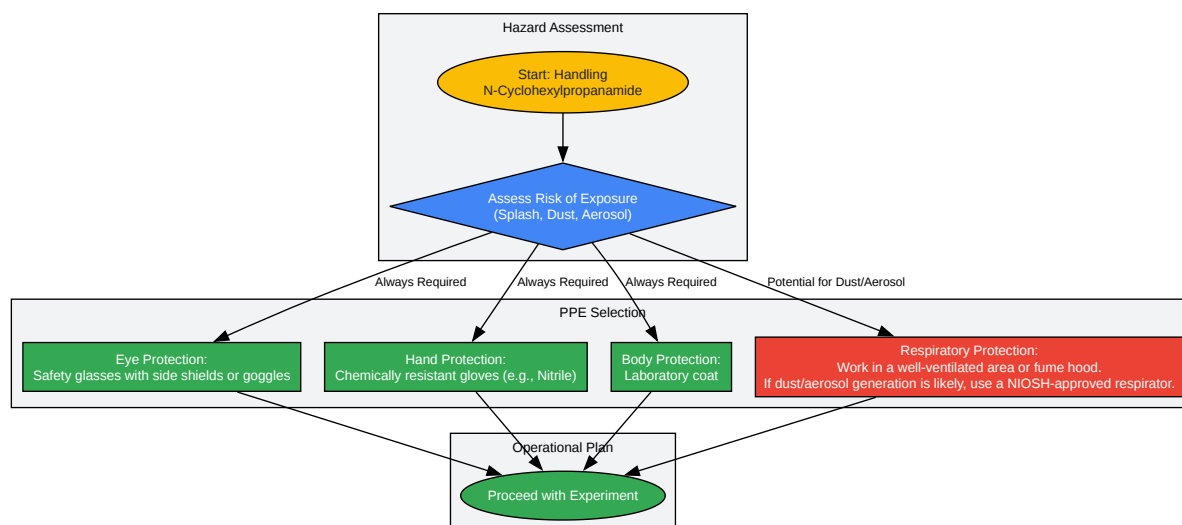 Hazard Assessment
Start: Handling
N-Cyclohexylpropanamide
Assess Risk of Exposure
(Splash, Dust, Aerosol)
Always Required
Always Required
Always Required
Potential for Dust/Aerosol
PPE Selection
Eye Protection:
Safety glasses with side shields or goggles
Hand Protection:
Chemically resistant gloves (e.g., Nitrile)
Body Protection:
Laboratory coat
Respiratory Protection:
Work in a well-ventilated area or fume hood.
If dust/aerosol generation is likely, use a NIOSH-approved respirator.
Operational Plan
Proceed with Experiment